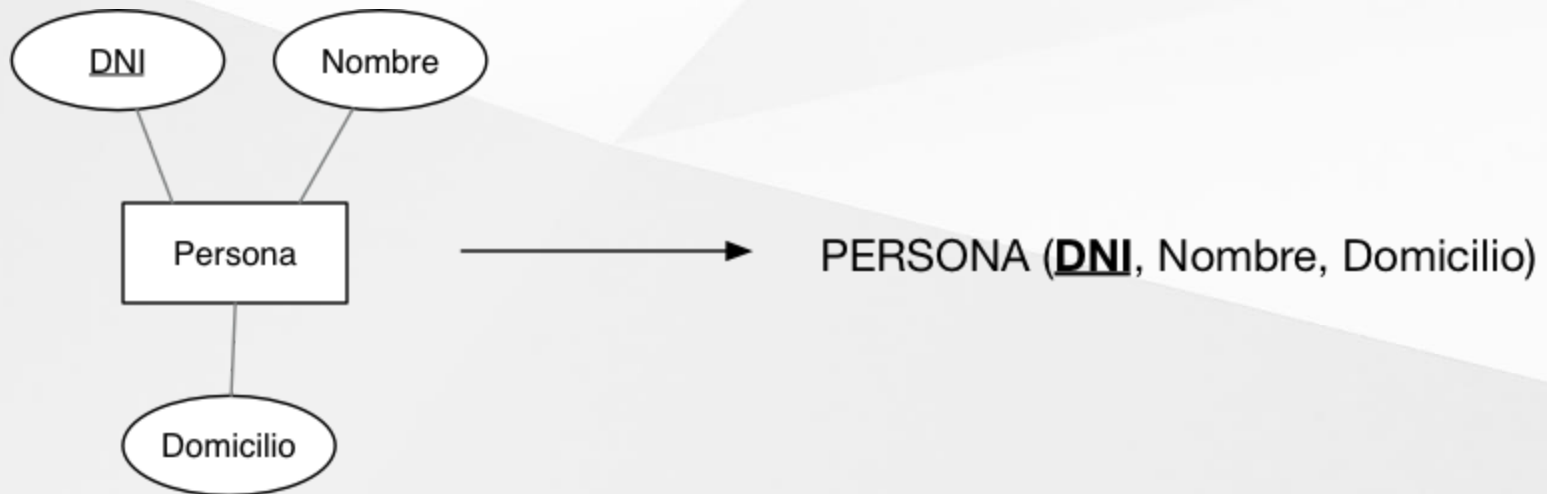 DNI
Nombre
Persona
PERSONA (DNI, Nombre, Domicilio)
Domicilio